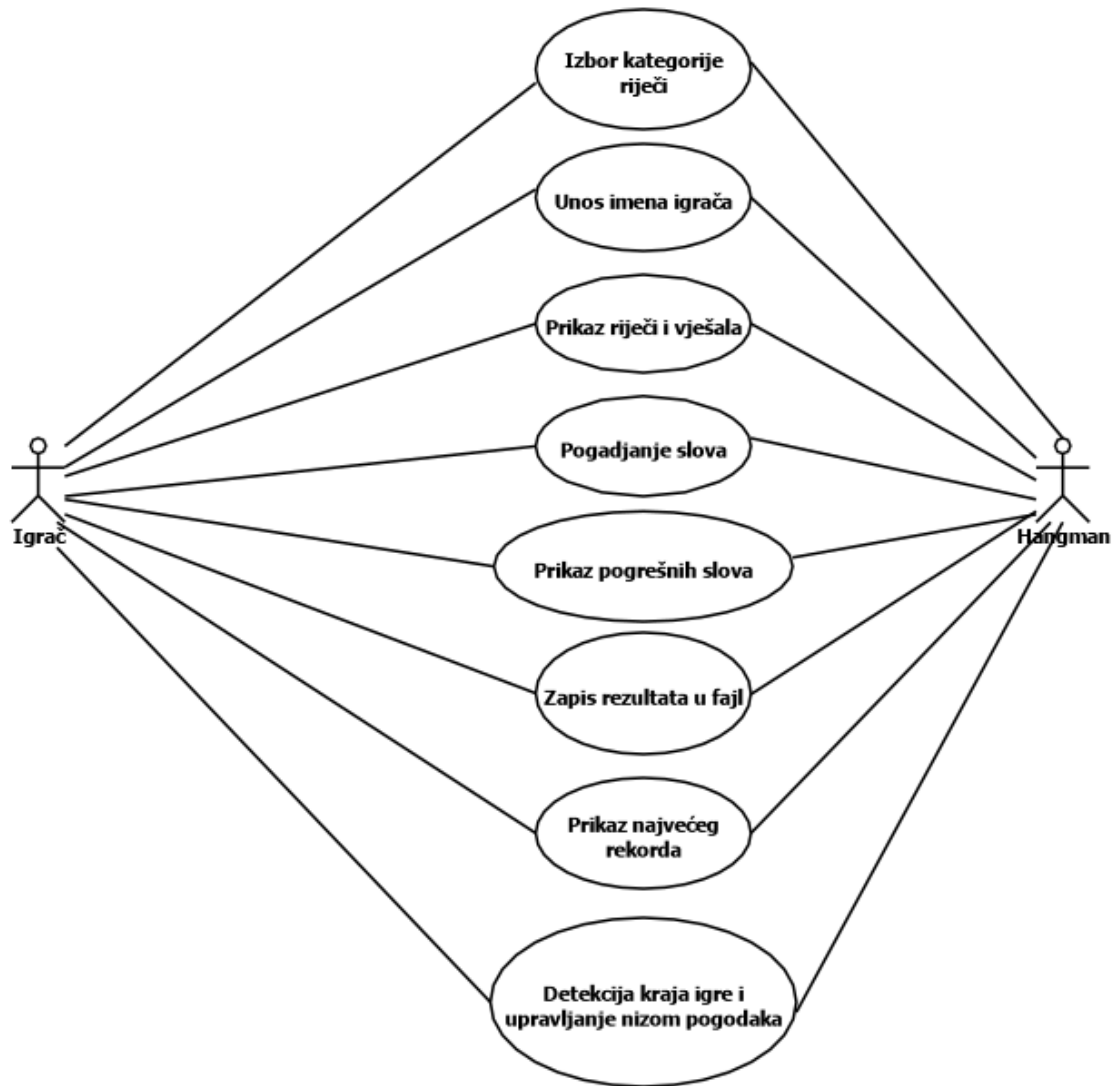 Izbor kategorije
riječi
Unos imena igrača
Prikaz riječi i vješala
Pogadjanje slova
Igrač
Hangman
Prikaz pogrešnih slova
Zapis rezultata u fajl
Prikaz najvećeg
rekorda
Detekcija kraja igre i
upravljanje nizom pogodaka